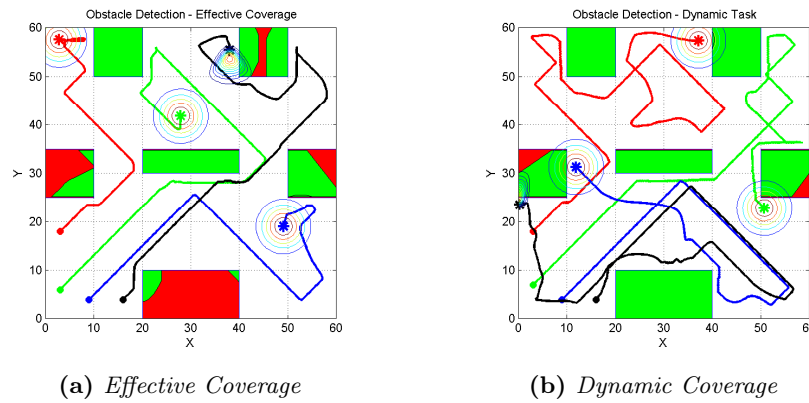 Obstacle Detection - Effective Coverage
60
50
40
30
20
10
0
Y
0 10 20 30 40 50 60
X
(a) Effective Coverage
Obstacle Detection - Dynamic Task
60
50
40
30
20
10
0
Y
0 10 20 30 40 50 60
X
(b) Dynamic Coverage